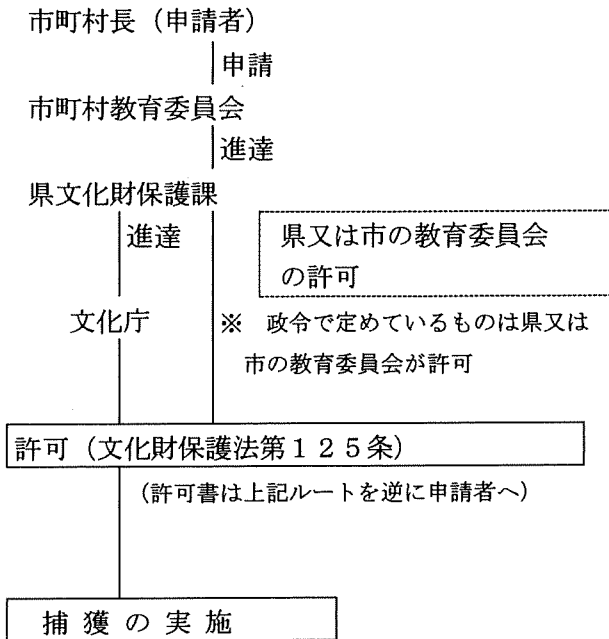 市町村長（申請者）
申請
市町村教育委員会
進達
県文化財保護課
進達
県又は市の教育委員会
の許可
文化庁
※　政令で定めているものは県又は
市の教育委員会が許可
許可（文化財保護法第１２５条）
（許可書は上記ルートを逆に申請者へ）
捕 獲 の 実 施